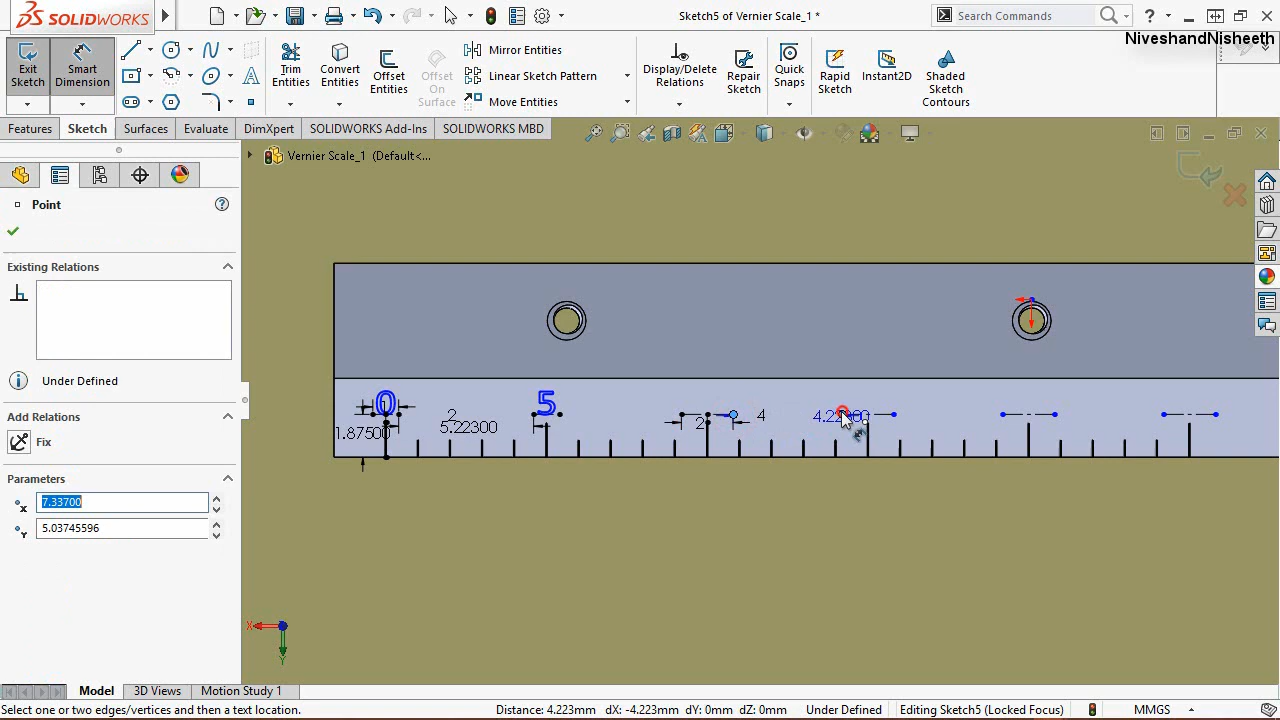 SOLIDWORKS
Sketch5 of Vernier Scale_1 *
Search Commands
?
NiveshandNisheeth
Exit Sketch
Smart Dimension
Trim Entities
Convert Entities
Offset Entities
Offset On Surface
Mirror Entities
Linear Sketch Pattern
Move Entities
Display/Delete Relations
Repair Sketch
Quick Snaps
Rapid Sketch
Instant2D
Shaded Sketch Contours
Features
Sketch
Surfaces
Evaluate
DimXpert
SOLIDWORKS Add-Ins
SOLIDWORKS MBD
Vernier Scale_1 (Default<...
Point
?
Existing Relations
Under Defined
Add Relations
Fix
Parameters
x
7.33700
Y
5.03745596
0
5
1
2
4
1.87500
5.22300
2
X
Y
Model
3D Views
Motion Study 1
Select one or two edges/vertices and then a text location.
Distance: 4.223mm
dX: -4.223mm dY: 0mm dZ: 0mm
Under Defined
Editing Sketch5 (Locked Focus)
MMGS